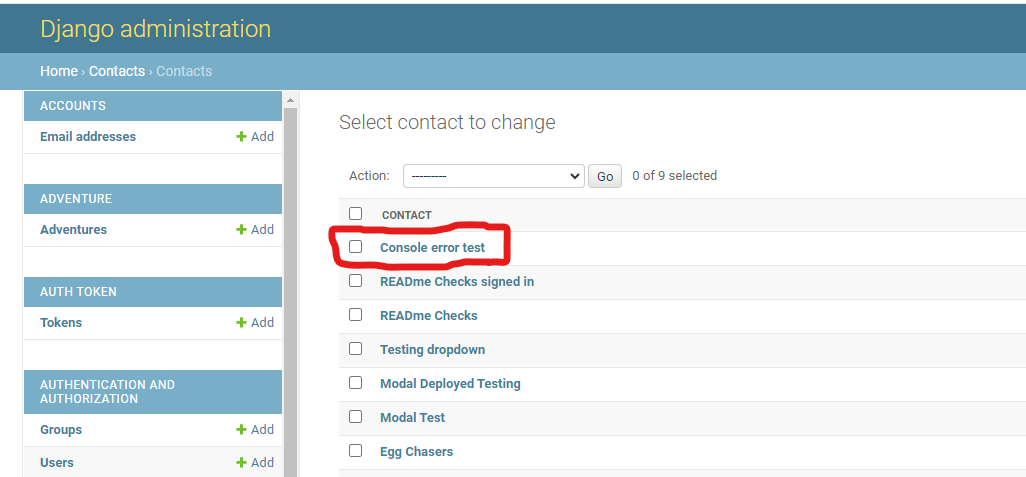 Django administration
Home › Contacts › Contacts
ACCOUNTS
Email addresses + Add
ADVENTURE
Adventures + Add
AUTH TOKEN
Tokens + Add
AUTHENTICATION AND
AUTHORIZATION
Groups + Add
Users + Add
Select contact to change
Action: --------- Go 0 of 9 selected
CONTACT
Console error test
READme Checks signed in
READme Checks
Testing dropdown
Modal Deployed Testing
Modal Test
Egg Chasers